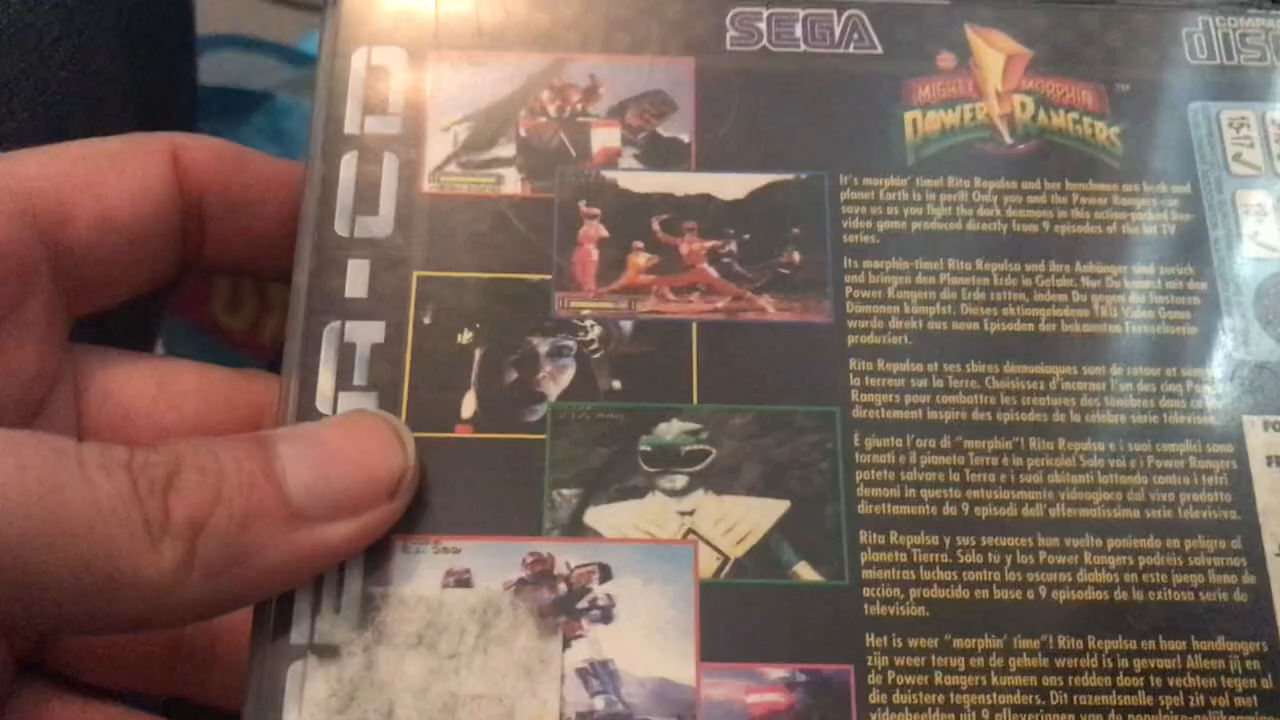 SEGA
COMPA
disc
MIGHTY MORPHIN
POWER RANGERS
™
It's morphin' time! Rita Repulsa and her henchmen are back and
planet Earth is in peril! Only you and the Power Rangers can
save us as you fight the dark demons in this action-packed live-
video game produced directly from 9 episodes of the hit TV
series.
Its morphin-time! Rita Repulsa und ihre Anhänger sind zurück
und bringen den Planeten Erde in Gefahr. Nur Du kannst mit den
Power Rangern die Erde retten, indem Du gegen die finsteren
Dämonen kämpfst. Dieses aktiongeladene Video Game
wurde direkt aus neun Episoden der bekannten Fernsehserie
produziert.
Rita Repulsa et ses sbires démoniaques sont de retour et
la terreur sur la Terre. Choisissez d'incarner l'un des cinq
Rangers pour combattre les créatures des ténèbres dans
directement inspiré des épisodes de la célèbre série
È giunta l'ora di "morphin"! Rita Repulsa e i suoi complici sono
tornati e il pianeta Terra è in pericolo! Solo voi e i Power Rangers
potete salvare la Terra e i suoi abitanti lottando contro i tetri
demoni in questo entusiasmante videogioco dal vivo prodotto
direttamente da 9 episodi dell'affermatissima serie televisiva.
Rita Repulsa y sus secuaces han vuelto poniendo en peligro al
planeta Tierra. Sólo tú y los Power Rangers podréis salvarnos
mientras luchas contra los oscuros diablos en este juego lleno de
acción, producido en base a 9 episodios de la exitosa serie de
televisión.
Het is weer "morphin' time"! Rita Repulsa en haar handlangers
zijn weer terug en de gehele wereld is in gevaar! Alleen jij en
de Power Rangers kunnen ons redden door te vechten tegen al
die duistere tegenstanders. Dit razendsnelle spel zit vol met
videobeelden uit 9 afleveringen van de
15-17